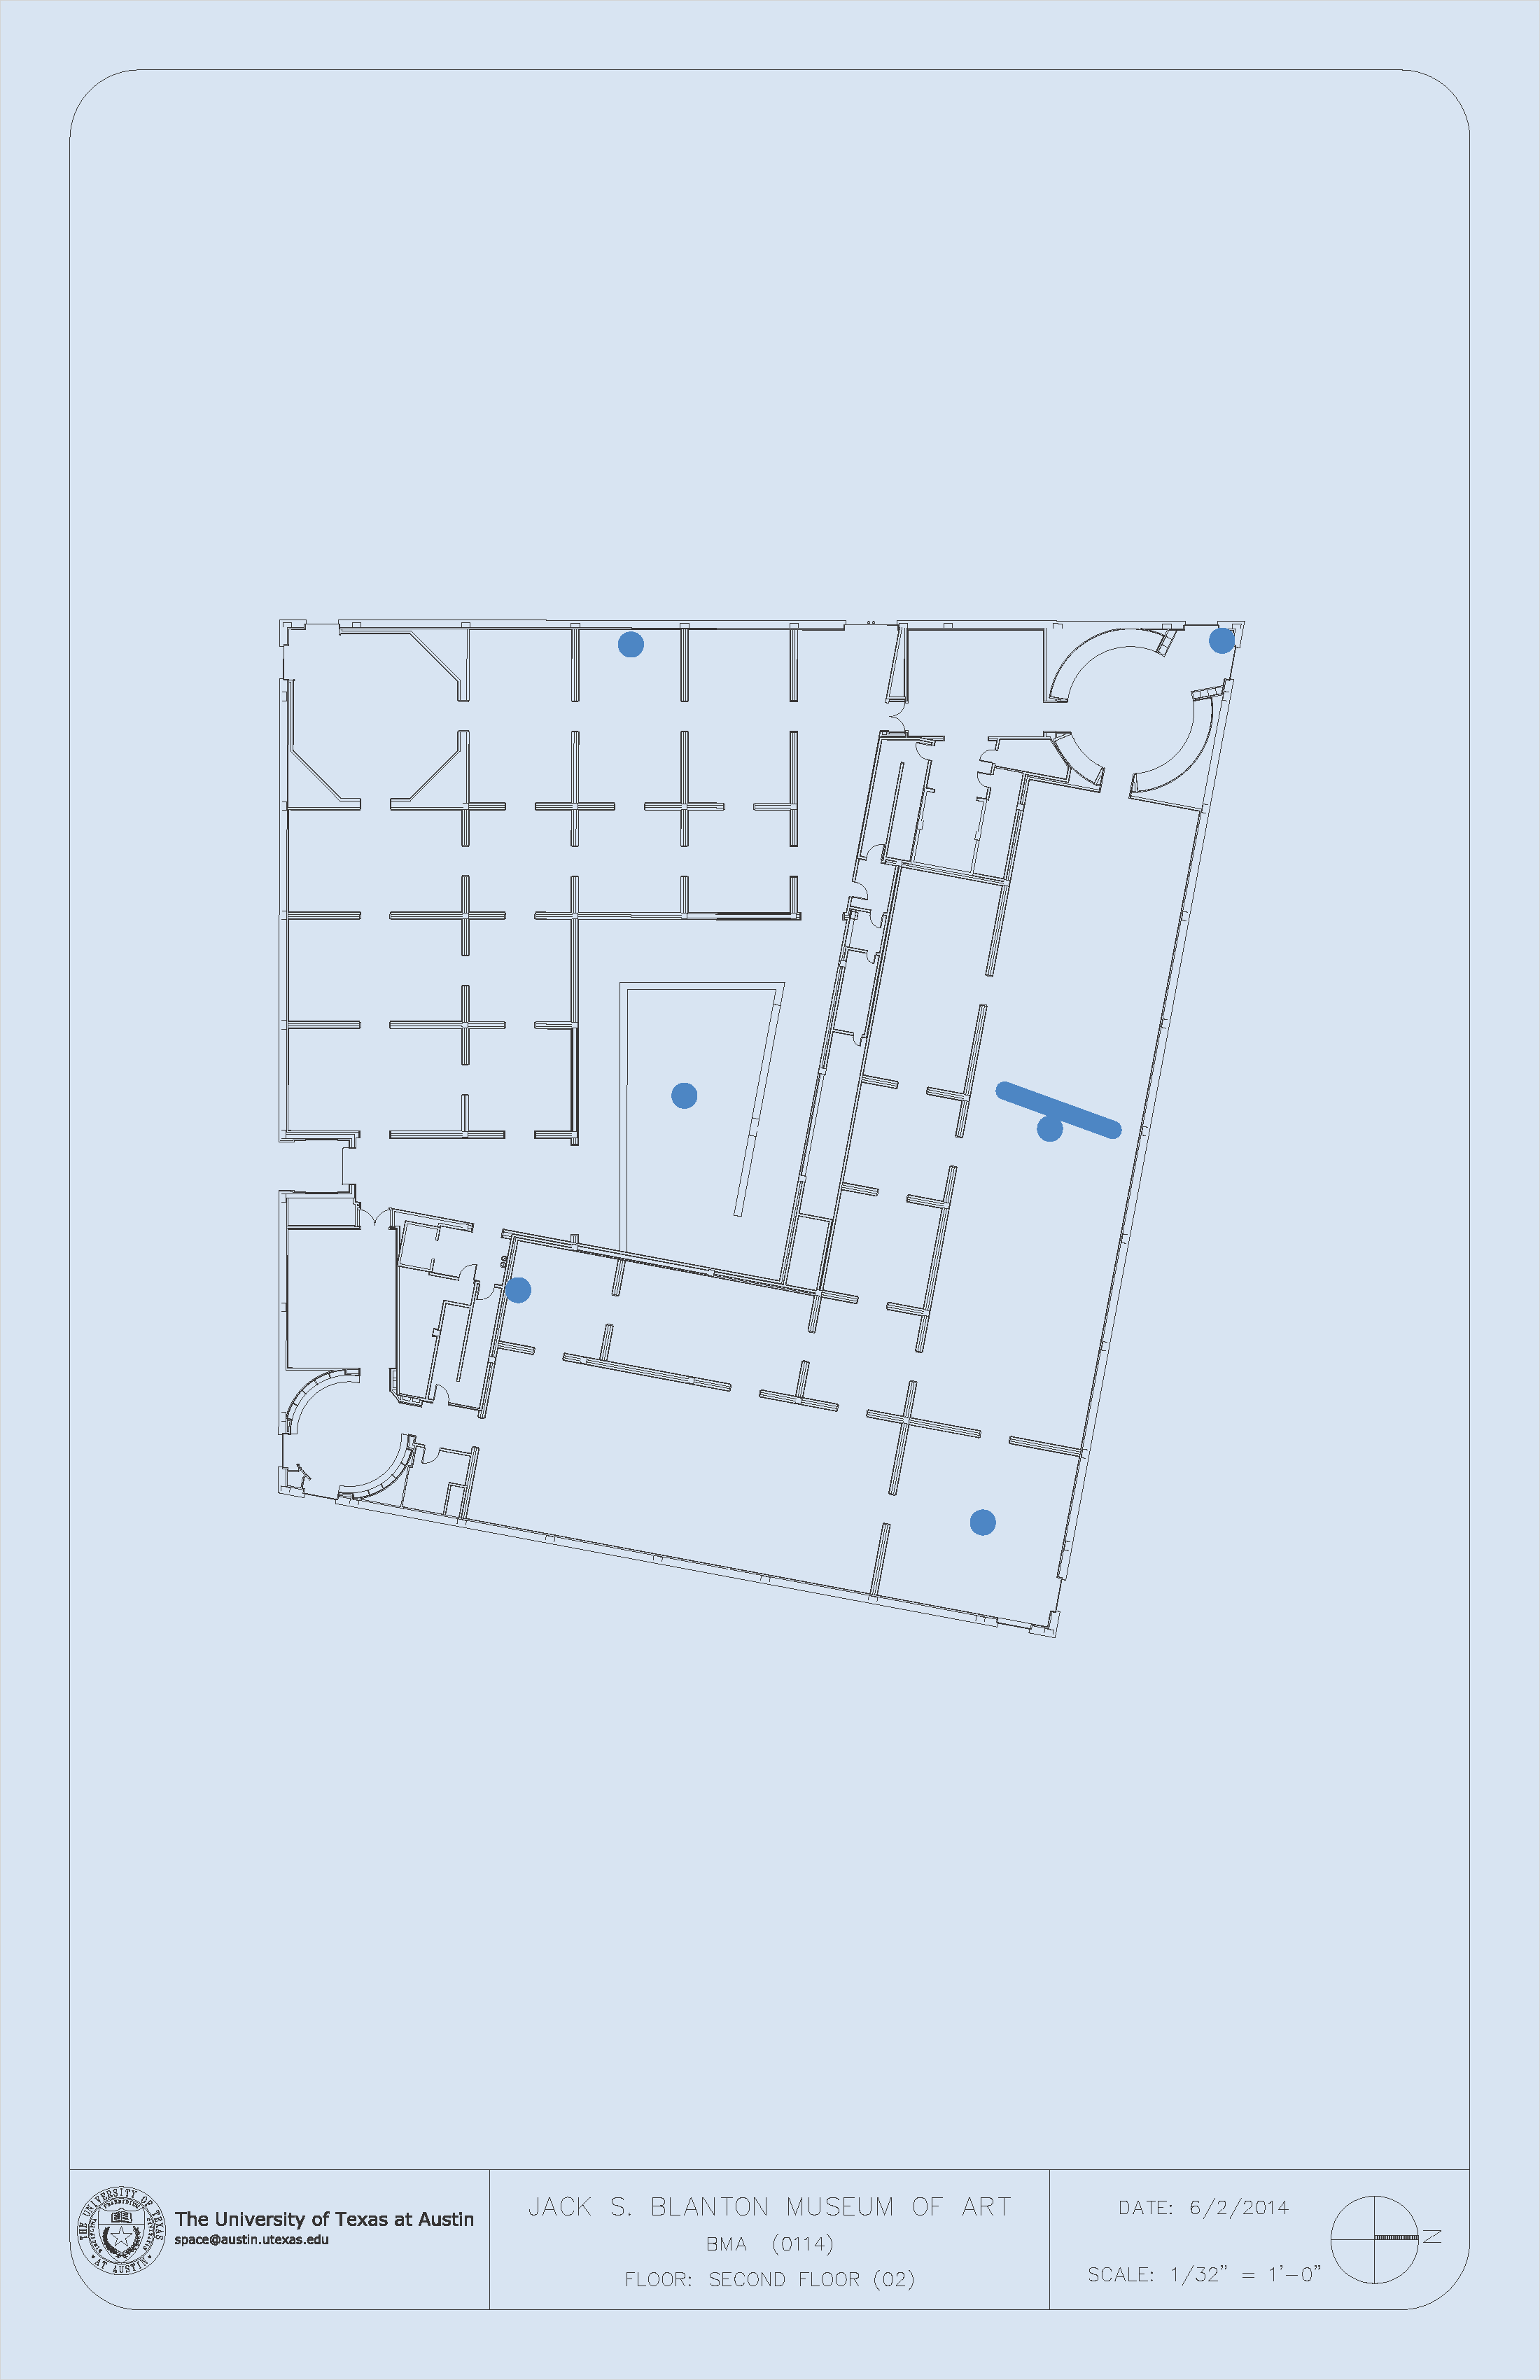 THE UNIVERSITY OF TEXAS
AT AUSTIN
The University of Texas at Austin
space@austin.utexas.edu
JACK S. BLANTON MUSEUM OF ART
BMA (0114)
FLOOR: SECOND FLOOR (02)
DATE: 6/2/2014
SCALE: 1/32" = 1'-0"
N